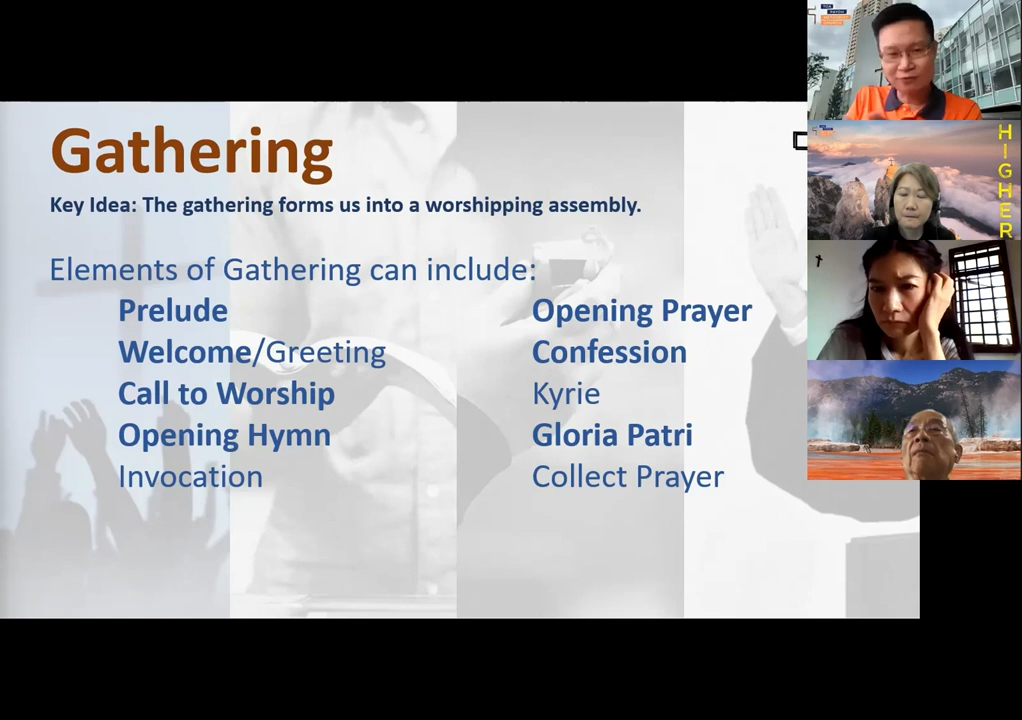 Gathering
Key Idea: The gathering forms us into a worshipping assembly.
Elements of Gathering can include:
Prelude
Welcome/Greeting
Call to Worship
Opening Hymn
Invocation
Opening Prayer
Confession
Kyrie
Gloria Patri
Collect Prayer
HIGHER